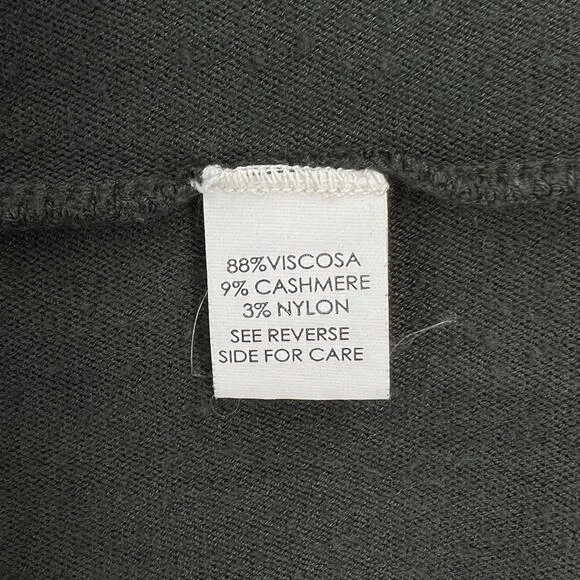 88%VISCOSA
9% CASHMERE
3% NYLON
SEE REVERSE
SIDE FOR CARE